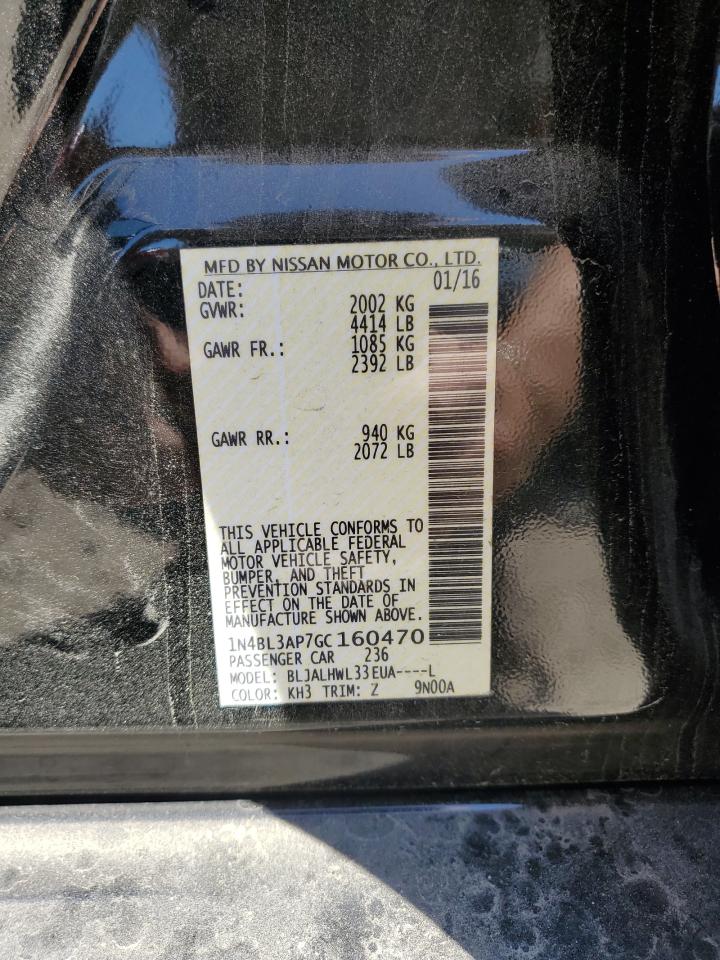 MFD BY NISSAN MOTOR CO., LTD.
DATE: 01/16
GVWR: 2002 KG
4414 LB
GAWR FR.: 1085 KG
2392 LB
GAWR RR.: 940 KG
2072 LB
THIS VEHICLE CONFORMS TO
ALL APPLICABLE FEDERAL
MOTOR VEHICLE SAFETY,
BUMPER, AND THEFT
PREVENTION STANDARDS IN
EFFECT ON THE DATE OF
MANUFACTURE SHOWN ABOVE.
1N4BL3AP7GC160470
PASSENGER CAR 236
MODEL: BLJALHWL33EUA----L
COLOR: KH3 TRIM: Z 9N00A